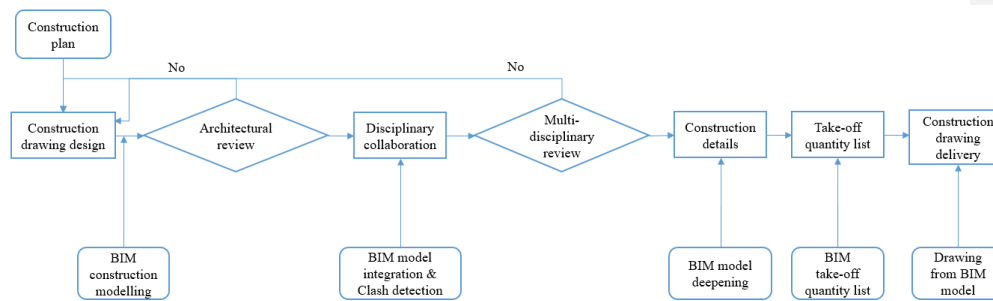 Construction
plan
No
No
Construction
drawing design
Architectural
review
Disciplinary
collaboration
Multi-
disciplinary
review
Construction
details
Take-off
quantity list
Construction
drawing
delivery
BIM
construction
modelling
BIM model
integration &
Clash detection
BIM model
deepening
BIM
take-off
quantity list
Drawing
from BIM
model